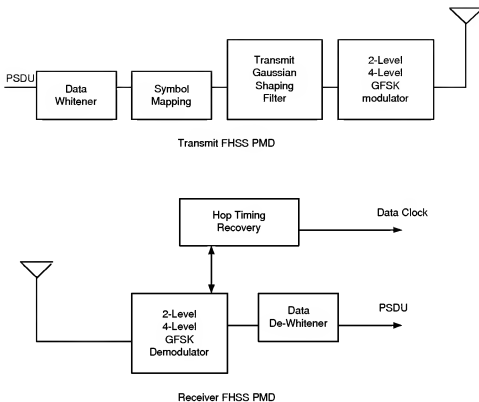 PSDU
Data
Whitener
Symbol
Mapping
Transmit
Gaussian
Shaping
Filter
2-Level
4-Level
GFSK
modulator
Transmit FHSS PMD
Hop Timing
Recovery
Data Clock
2-Level
4-Level
GFSK
Demodulator
Data
De-Whitener
PSDU
Receiver FHSS PMD